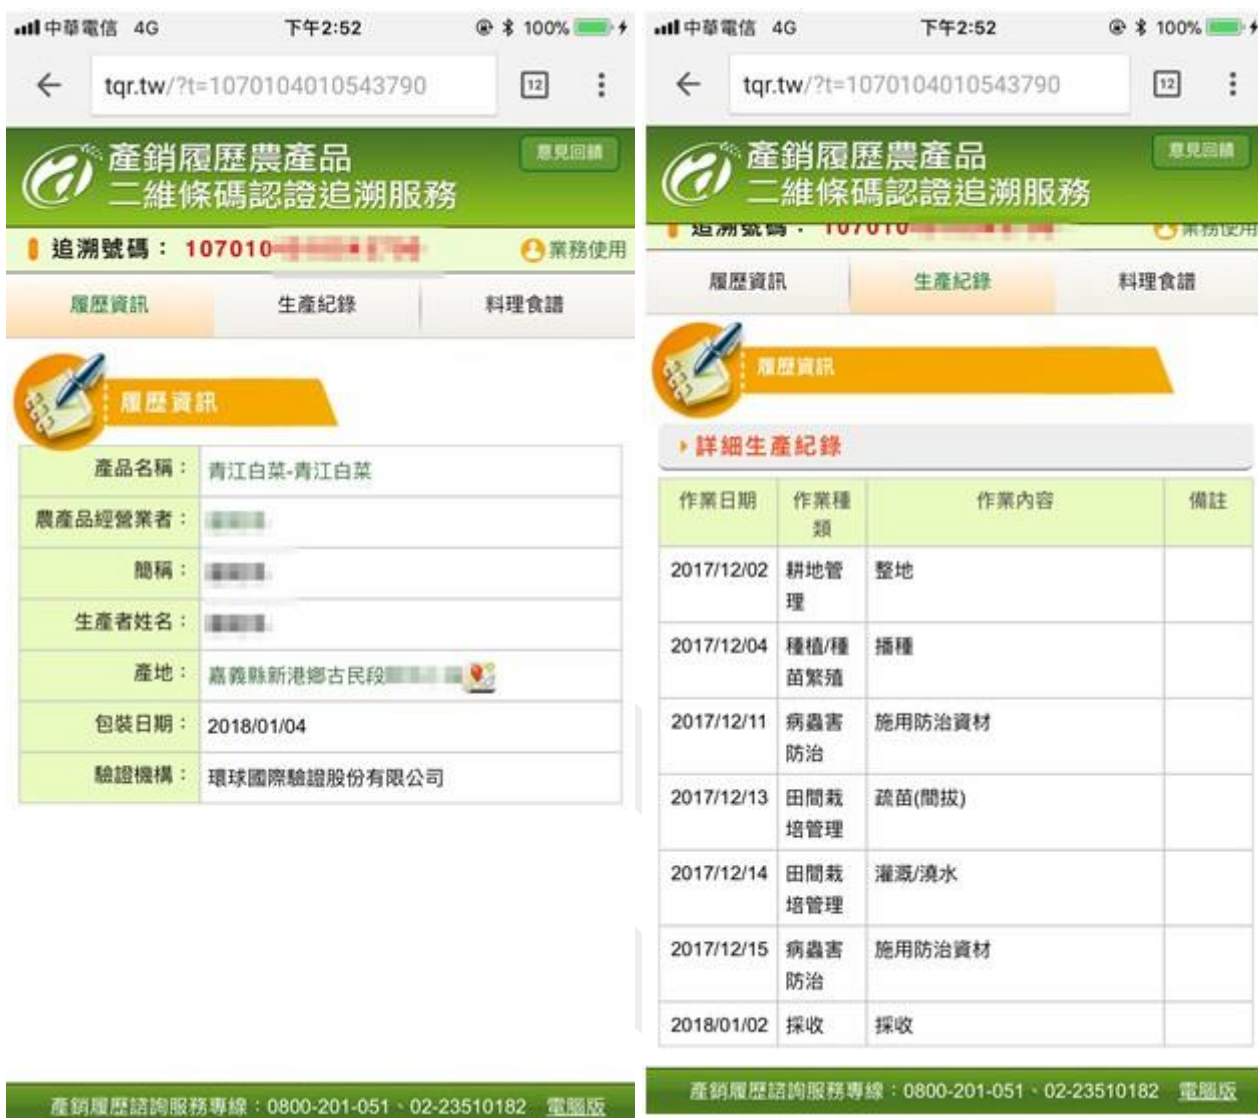 中華電信 4G 下午2:52 100%
tqr.tw/?t=1070104010543790 12
產銷履歷農產品
意見回饋
二維條碼認證追溯服務
追溯號碼： 107010
業務使用
履歷資訊 生產紀錄 料理食譜
履歷資訊
產品名稱： 青江白菜-青江白菜
農產品經營業者：
簡稱：
生產者姓名：
產地： 嘉義縣新港鄉古民段
包裝日期： 2018/01/04
驗證機構： 環球國際驗證股份有限公司
產銷履歷諮詢服務專線：0800-201-051、02-23510182 電腦版
中華電信 4G 下午2:52 100%
tqr.tw/?t=1070104010543790 12
產銷履歷農產品
意見回饋
二維條碼認證追溯服務
追溯號碼： 107010
業務使用
履歷資訊 生產紀錄 料理食譜
履歷資訊
詳細生產紀錄
作業日期 作業種 作業內容 備註
類
2017/12/02 耕地管 整地
理
2017/12/04 種植/種 播種
苗繁殖
2017/12/11 病蟲害 施用防治資材
防治
2017/12/13 田間栽 疏苗(間拔)
培管理
2017/12/14 田間栽 灌溉/澆水
培管理
2017/12/15 病蟲害 施用防治資材
防治
2018/01/02 採收 採收
產銷履歷諮詢服務專線：0800-201-051、02-23510182 電腦版